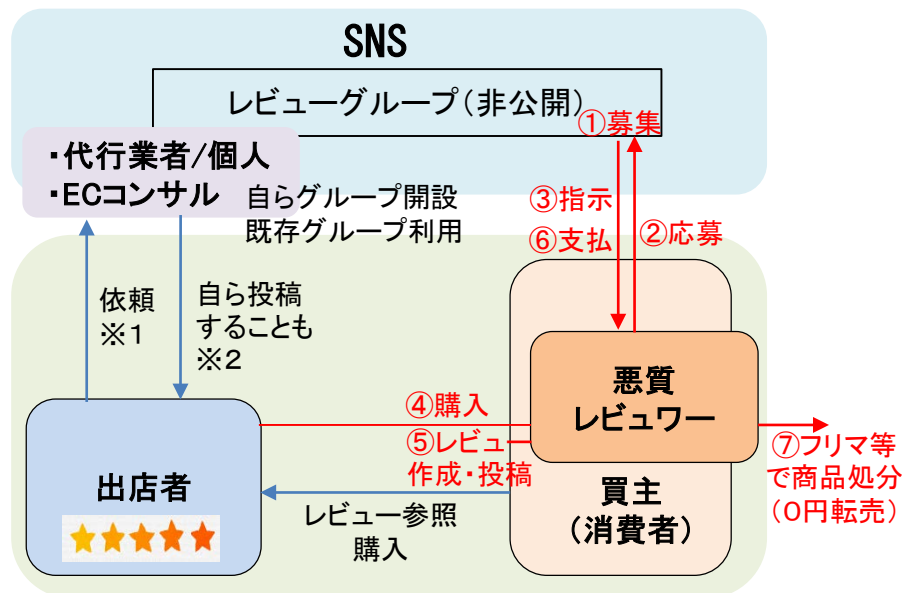 SNS
レビューグループ（非公開）
①募集
・代行業者/個人
・ECコンサル
自らグループ開設
既存グループ利用
③指示
⑥支払
②応募
依頼
※１
自ら投稿
することも
※２
悪質
レビュワー
④購入
⑤レビュー
作成・投稿
⑦フリマ等
で商品処分
（０円転売）
出店者
買主
（消費者）
レビュー参照
購入